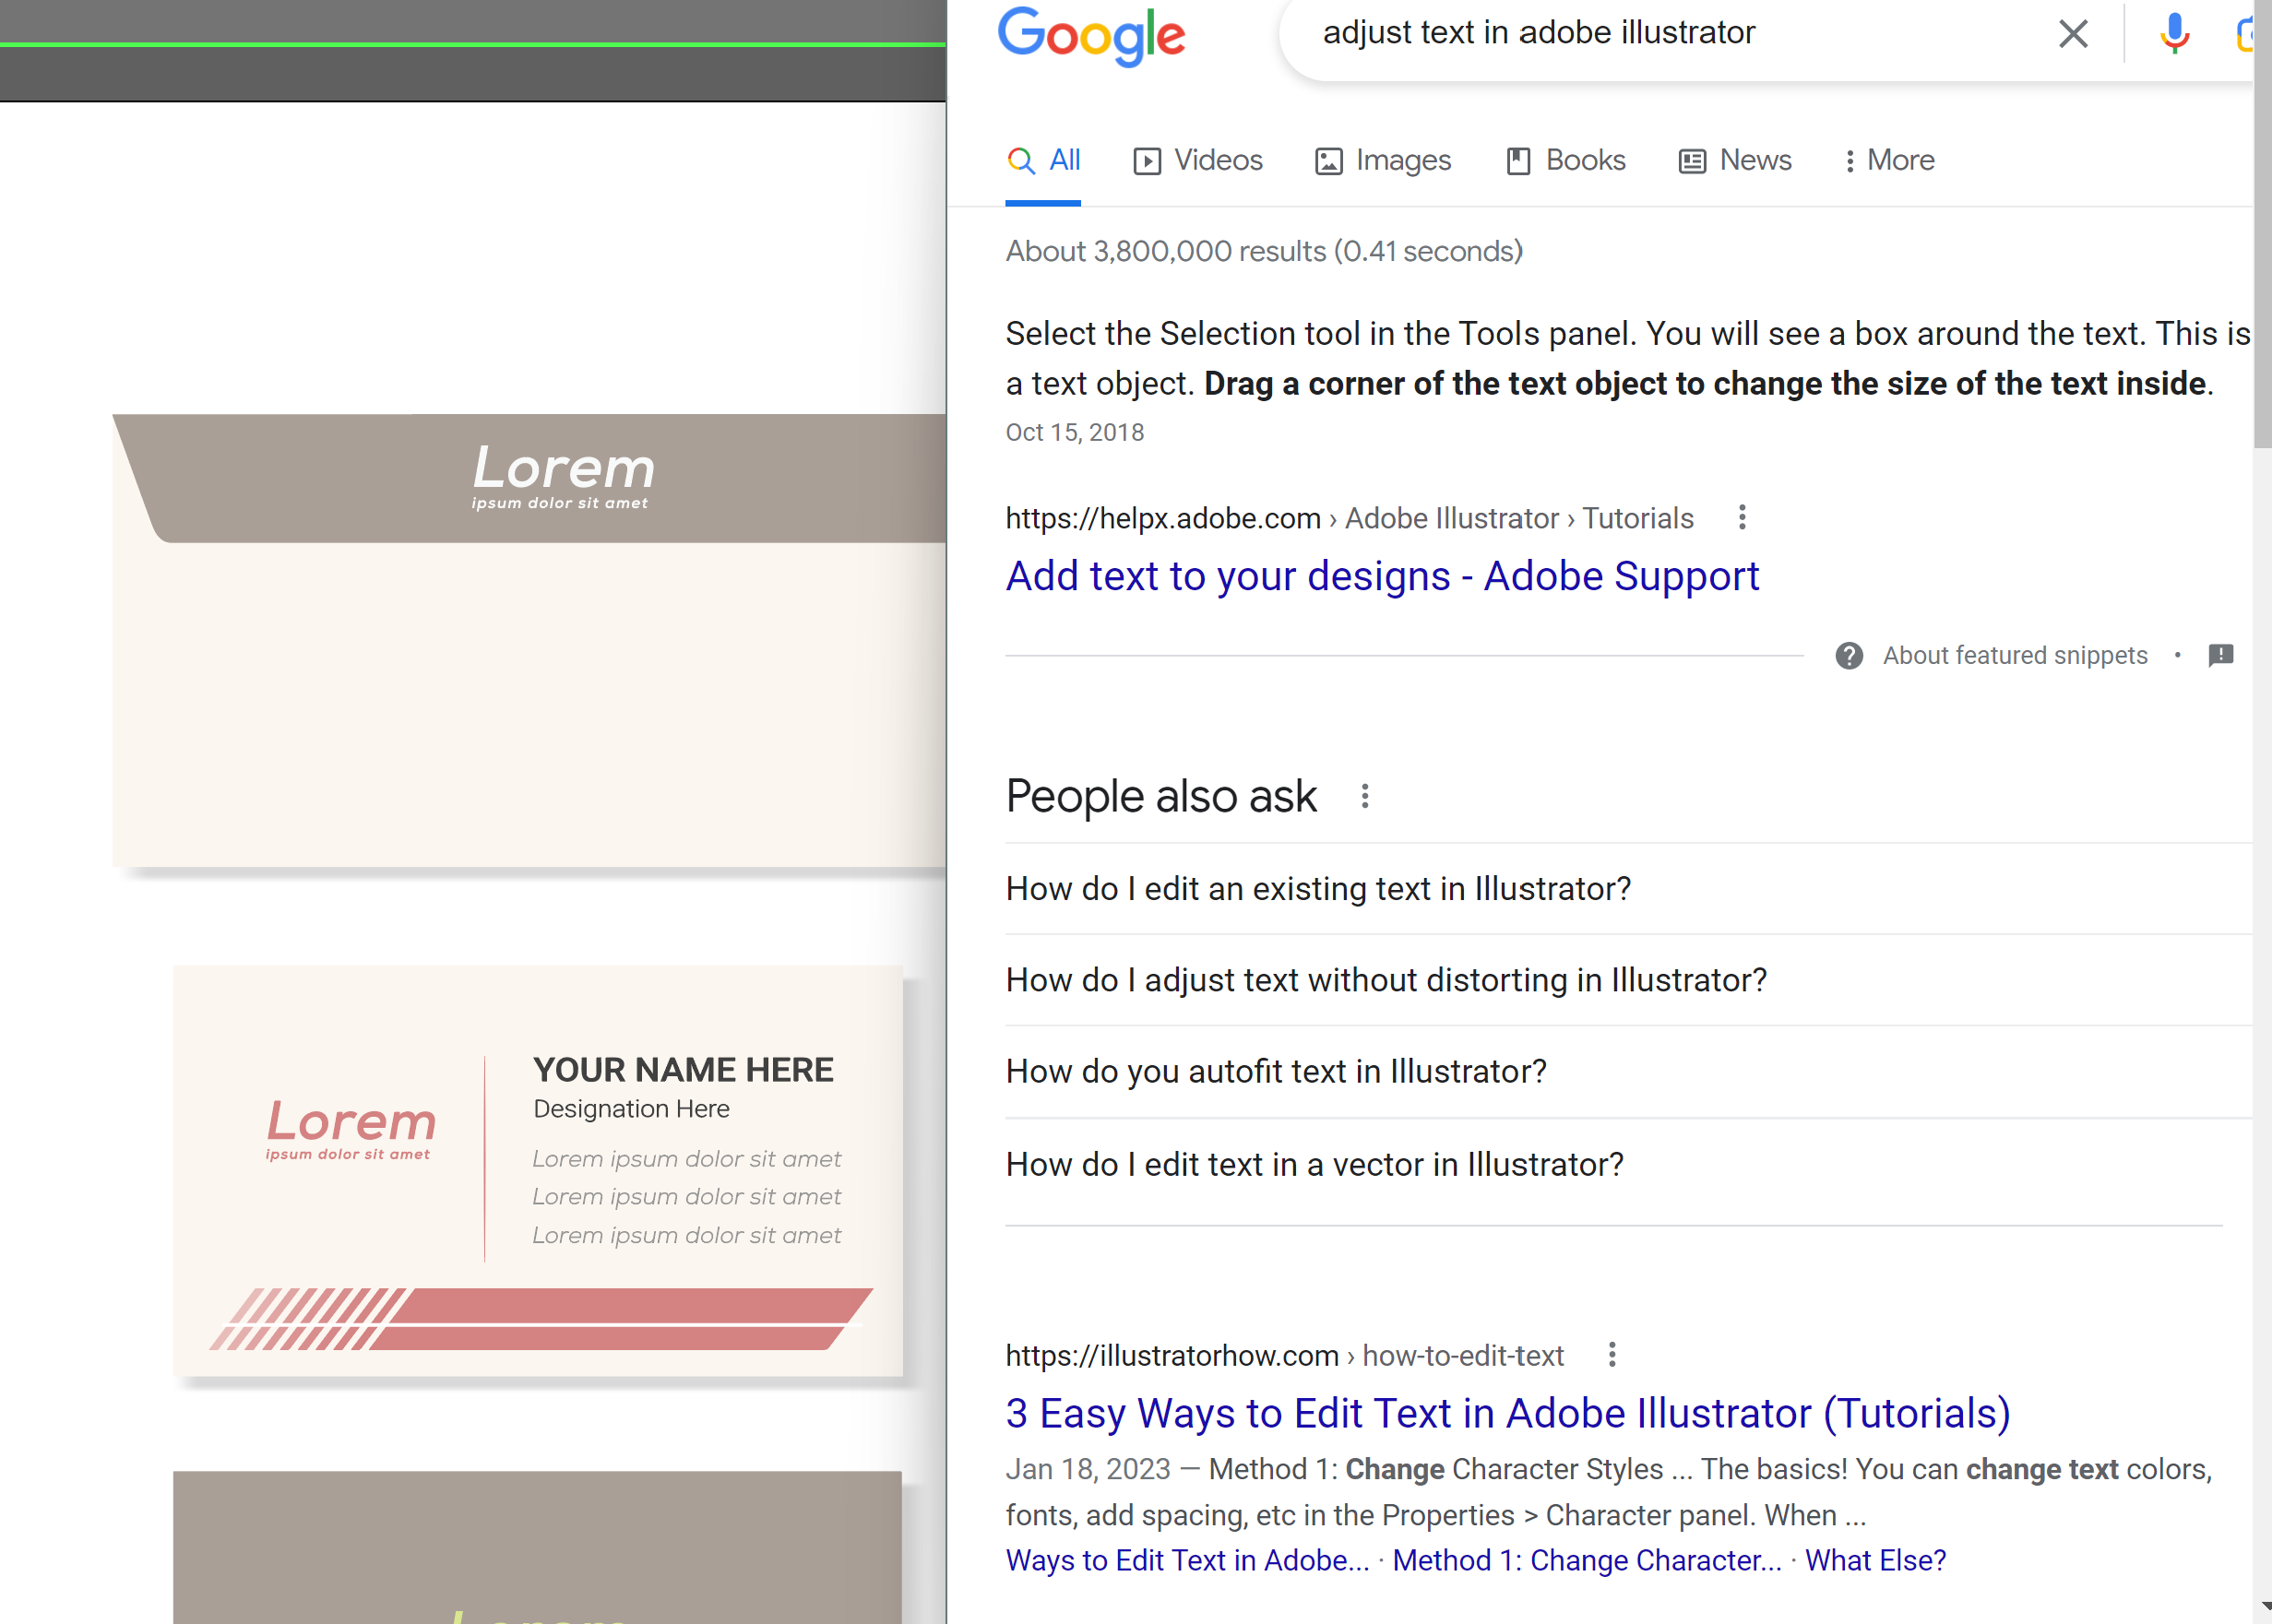 Lorem
ipsum dolor sit amet
Lorem
ipsum dolor sit amet
YOUR NAME HERE
Designation Here
Lorem ipsum dolor sit amet
Lorem ipsum dolor sit amet
Lorem ipsum dolor sit amet
Google
adjust text in adobe illustrator
All
Videos
Images
Books
News
More
About 3,800,000 results (0.41 seconds)
Select the Selection tool in the Tools panel. You will see a box around the text. This is
a text object. Drag a corner of the text object to change the size of the text inside.
Oct 15, 2018
https://helpx.adobe.com › Adobe Illustrator › Tutorials
Add text to your designs - Adobe Support
About featured snippets •
People also ask
How do I edit an existing text in Illustrator?
How do I adjust text without distorting in Illustrator?
How do you autofit text in Illustrator?
How do I edit text in a vector in Illustrator?
https://illustratorhow.com › how-to-edit-text
3 Easy Ways to Edit Text in Adobe Illustrator (Tutorials)
Jan 18, 2023 — Method 1: Change Character Styles ... The basics! You can change text colors,
fonts, add spacing, etc in the Properties > Character panel. When ...
Ways to Edit Text in Adobe... · Method 1: Change Character... · What Else?